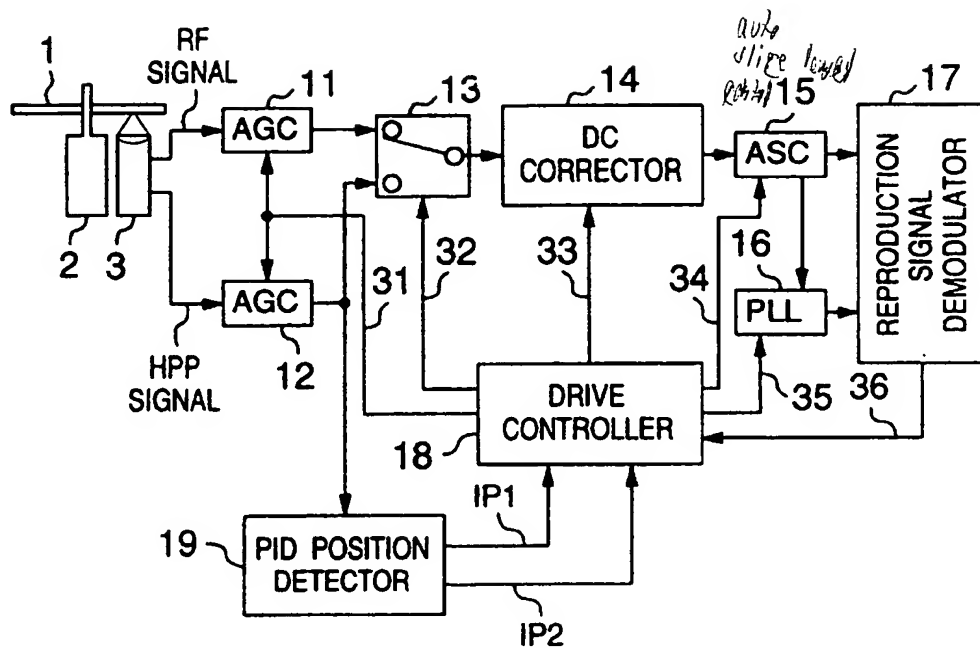 1
RF
SIGNAL
11
AGC
13
14
DC
CORRECTOR
auto
slice level
15
ASC
17
REPRODUCTION
SIGNAL
DEMODULATOR
2
3
AGC
12
HPP
SIGNAL
31
32
33
34
16
PLL
35
36
DRIVE
CONTROLLER
18
IP1
IP2
19
PID POSITION
DETECTOR